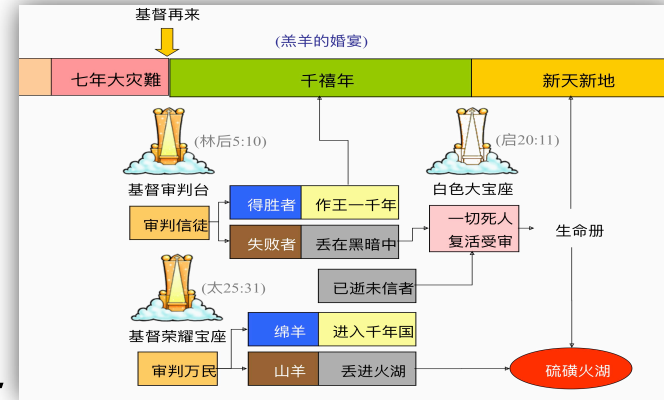 基督再来
(羔羊的婚宴)
七年大灾難
千禧年
新天新地
(林后5:10)
(启20:11)
基督审判台
白色大宝座
得胜者
作王一千年
审判信徒
一切死人
复活受审
失败者
丢在黑暗中
生命册
(太25:31)
已逝未信者
基督荣耀宝座
绵羊
进入千年国
审判万民
山羊
丢进火湖
硫磺火湖